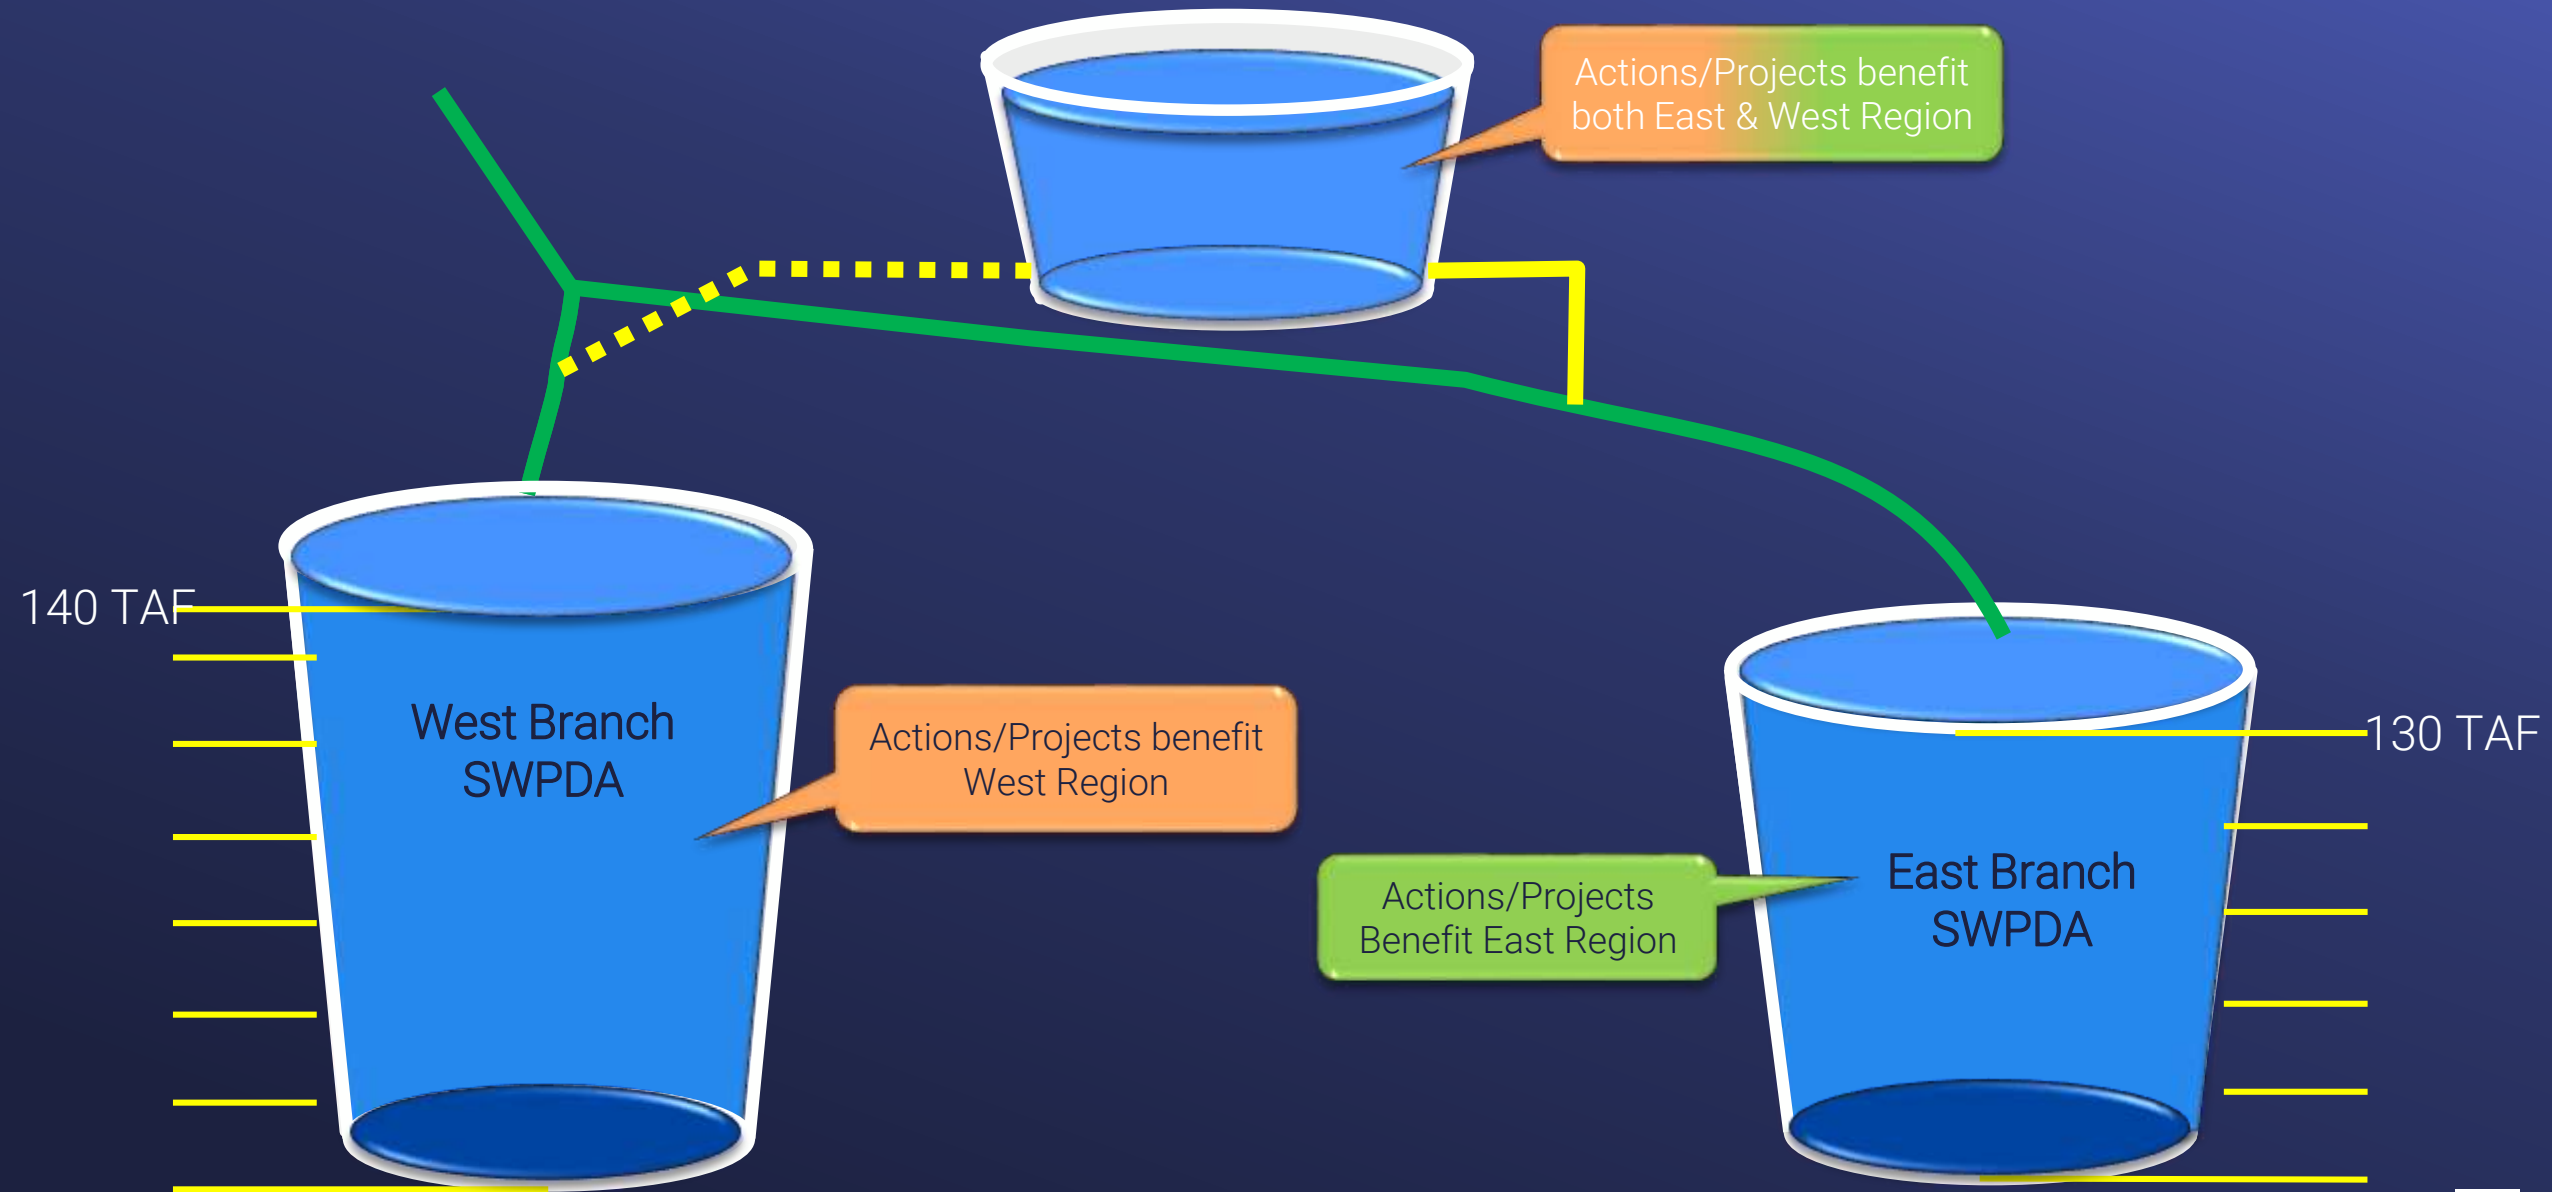 Actions/Projects benefit
both East & West Region
140 TAF
West Branch
SWPDA
Actions/Projects benefit
West Region
130 TAF
Actions/Projects
Benefit East Region
East Branch
SWPDA